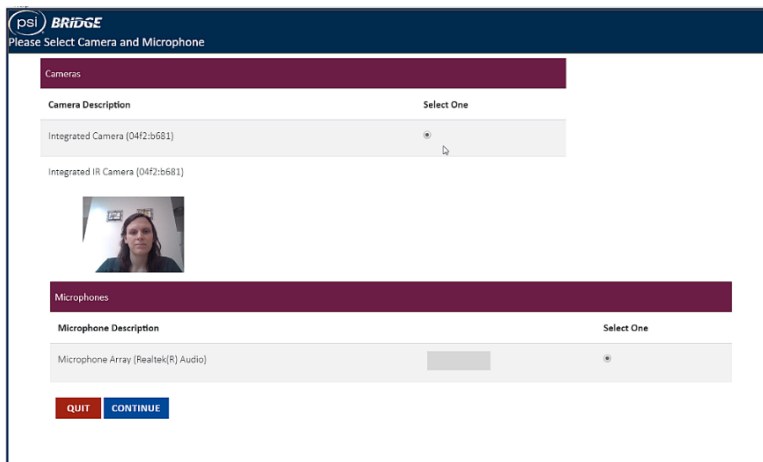 psi BRIDGE
Please Select Camera and Microphone
Cameras
Camera Description Select One
Integrated Camera (04f2:b681)
Integrated IR Camera (04f2:b681)
Microphones
Microphone Description Select One
Microphone Array (Realtek(R) Audio)
QUIT CONTINUE